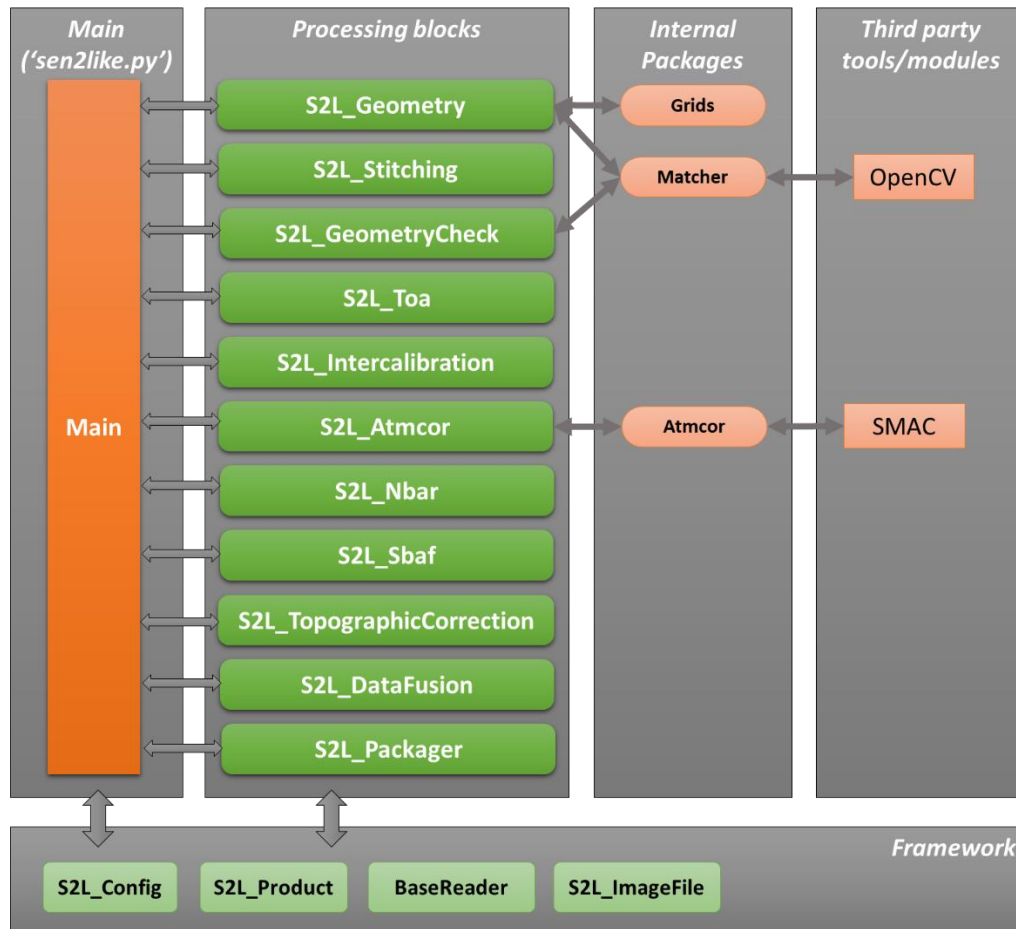 Main
('sen2like.py')
Processing blocks
Internal
Packages
Third party
tools/modules
Main
S2L_Geometry
S2L_Stitching
S2L_GeometryCheck
S2L_Toa
S2L_Intercalibration
S2L_Atmcor
S2L_Nbar
S2L_Sbaf
S2L_TopographicCorrection
S2L_DataFusion
S2L_Packager
Grids
Matcher
Atmcor
OpenCV
SMAC
Framework
S2L_Config
S2L_Product
BaseReader
S2L_ImageFile